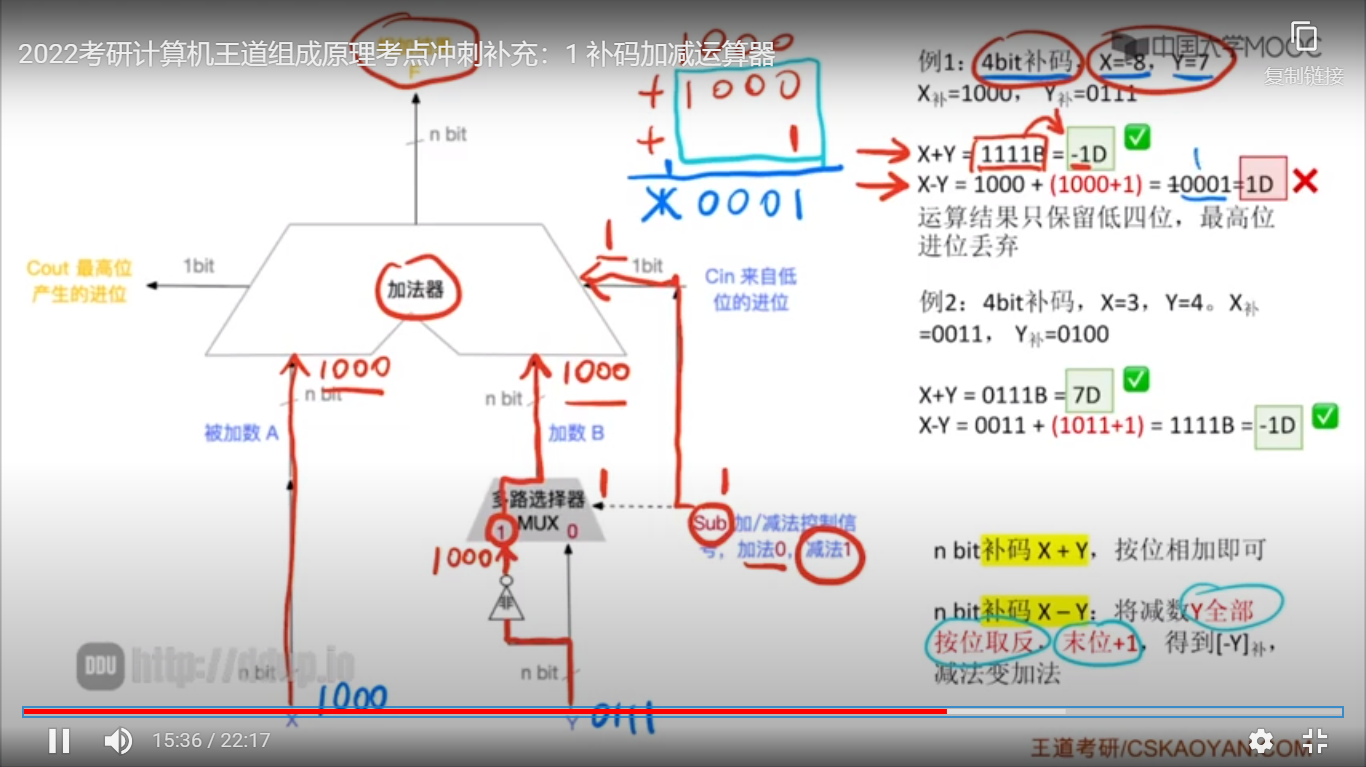 2022考研计算机王道组成原理考点冲刺补充：1 补码加减运算器
中国大学MOOC
复制链接
F
n bit
Cout 最高位
产生的进位
1bit
加法器
1
1bit
Cin 来自低
位的进位
1000
n bit
被加数 A
1000
n bit
加数 B
多路选择器
MUX
1
0
1
1
Sub 加/减法控制信
号，加法0，减法1
1000
非
n bit
n bit
X
1000
Y
0111
1000
+ 1000
+ 1
1
0001
例1：4bit补码，X=-8，Y=7
X补=1000， Y补=0111
X+Y = 1111B = -1D
1
X-Y = 1000 + (1000+1) = 10001=1D
运算结果只保留低四位，最高位
进位丢弃
例2：4bit补码，X=3，Y=4。X补
=0011， Y补=0100
X+Y = 0111B = 7D
X-Y = 0011 + (1011+1) = 1111B = -1D
n bit补码 X + Y，按位相加即可
n bit补码 X – Y：将减数Y全部
按位取反、末位+1，得到[-Y]补，
减法变加法
DDU
15:36 / 22:17
王道考研/CSKAOYAN.COM